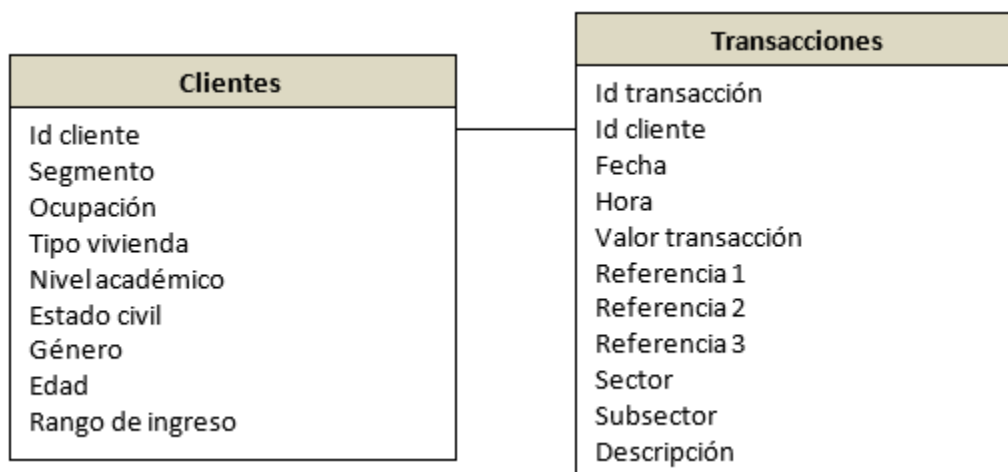 Clientes
Id cliente
Segmento
Ocupación
Tipo vivienda
Nivel académico
Estado civil
Género
Edad
Rango de ingreso
Transacciones
Id transacción
Id cliente
Fecha
Hora
Valor transacción
Referencia 1
Referencia 2
Referencia 3
Sector
Subsector
Descripción